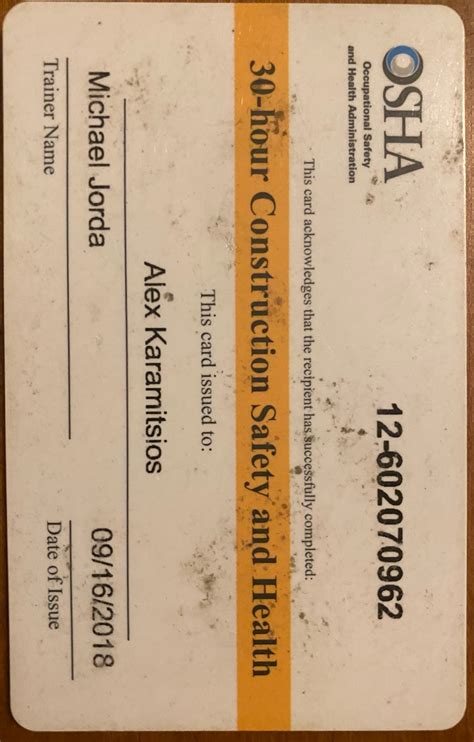 OSHA
Occupational Safety
and Health Administration
12-602070962
This card acknowledges that the recipient has successfully completed:
30-hour Construction Safety and Health
This card issued to:
Alex Karamitsios
Michael Jorda
09/16/2018
Trainer Name
Date of Issue